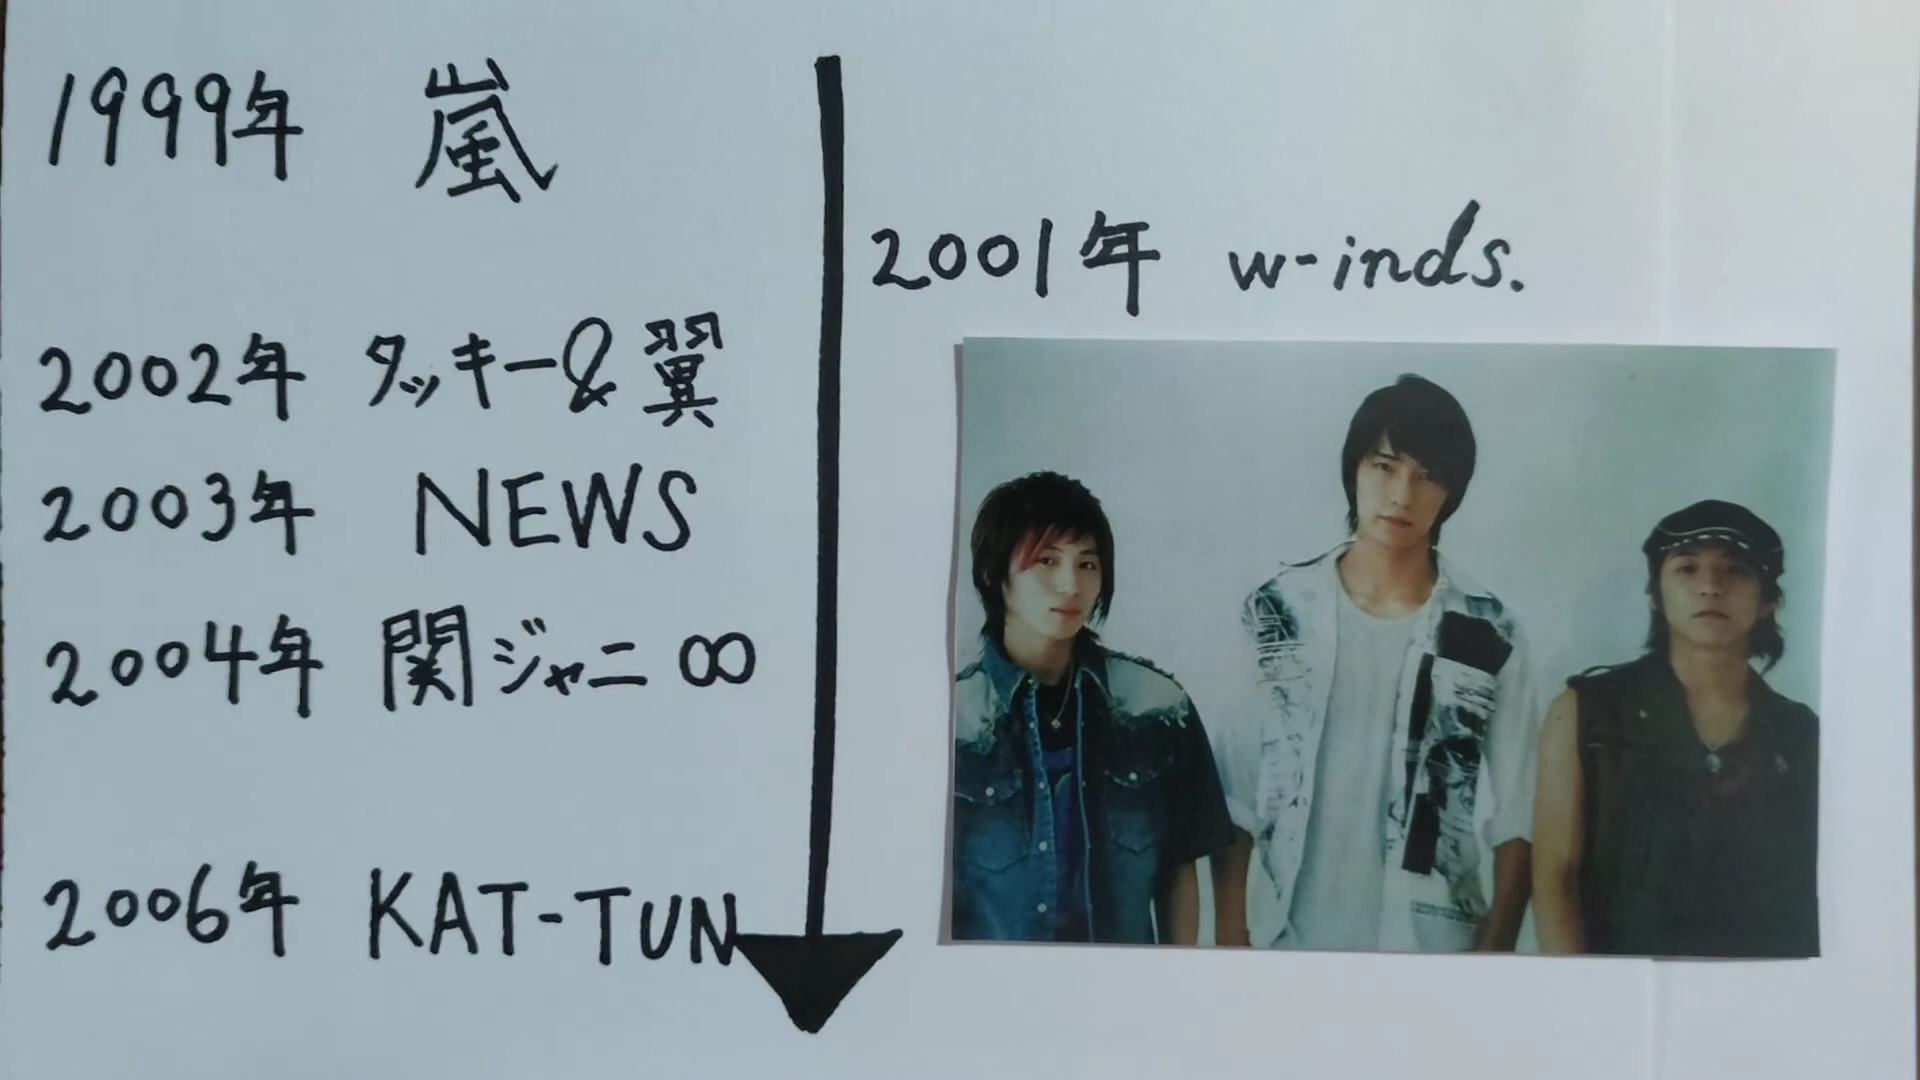 1999年 嵐
2001年 w-inds.
2002年 タッキー&翼
2003年 NEWS
2004年 関ジャニ∞
2006年 KAT-TUN